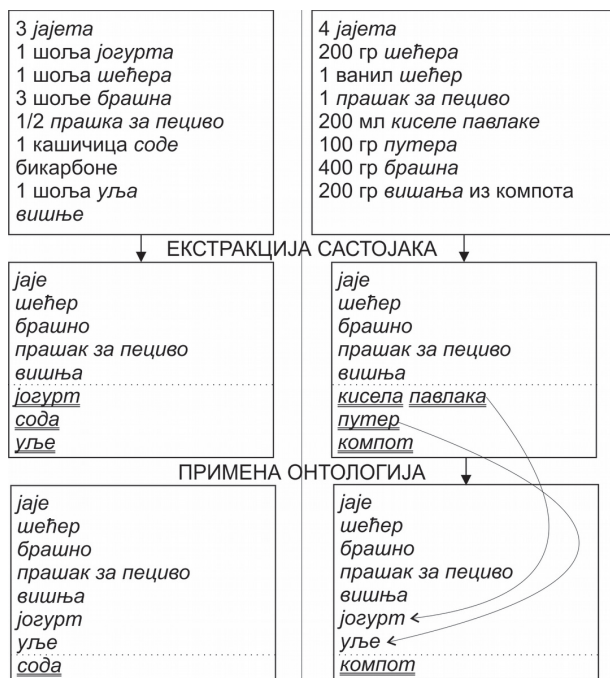 3 јајета
1 шоља јогурта
1 шоља шећера
3 шоље брашна
1/2 прашка за пециво
1 кашичица соде
бикарбоне
1 шоља уља
вишње
4 јајета
200 гр шећера
1 ванил шећер
1 прашак за пециво
200 мл киселе павлаке
100 гр путера
400 гр брашна
200 гр вишања из компота
ЕКСТРАКЦИЈА САСТОЈАКА
јаје
шећер
брашно
прашак за пециво
вишња
јогурт
сода
уље
јаје
шећер
брашно
прашак за пециво
вишња
кисела павлака
путер
компот
ПРИМЕНА ОНТОЛОГИЈА
јаје
шећер
брашно
прашак за пециво
вишња
јогурт
уље
сода
јаје
шећер
брашно
прашак за пециво
вишња
јогурт
уље
компот